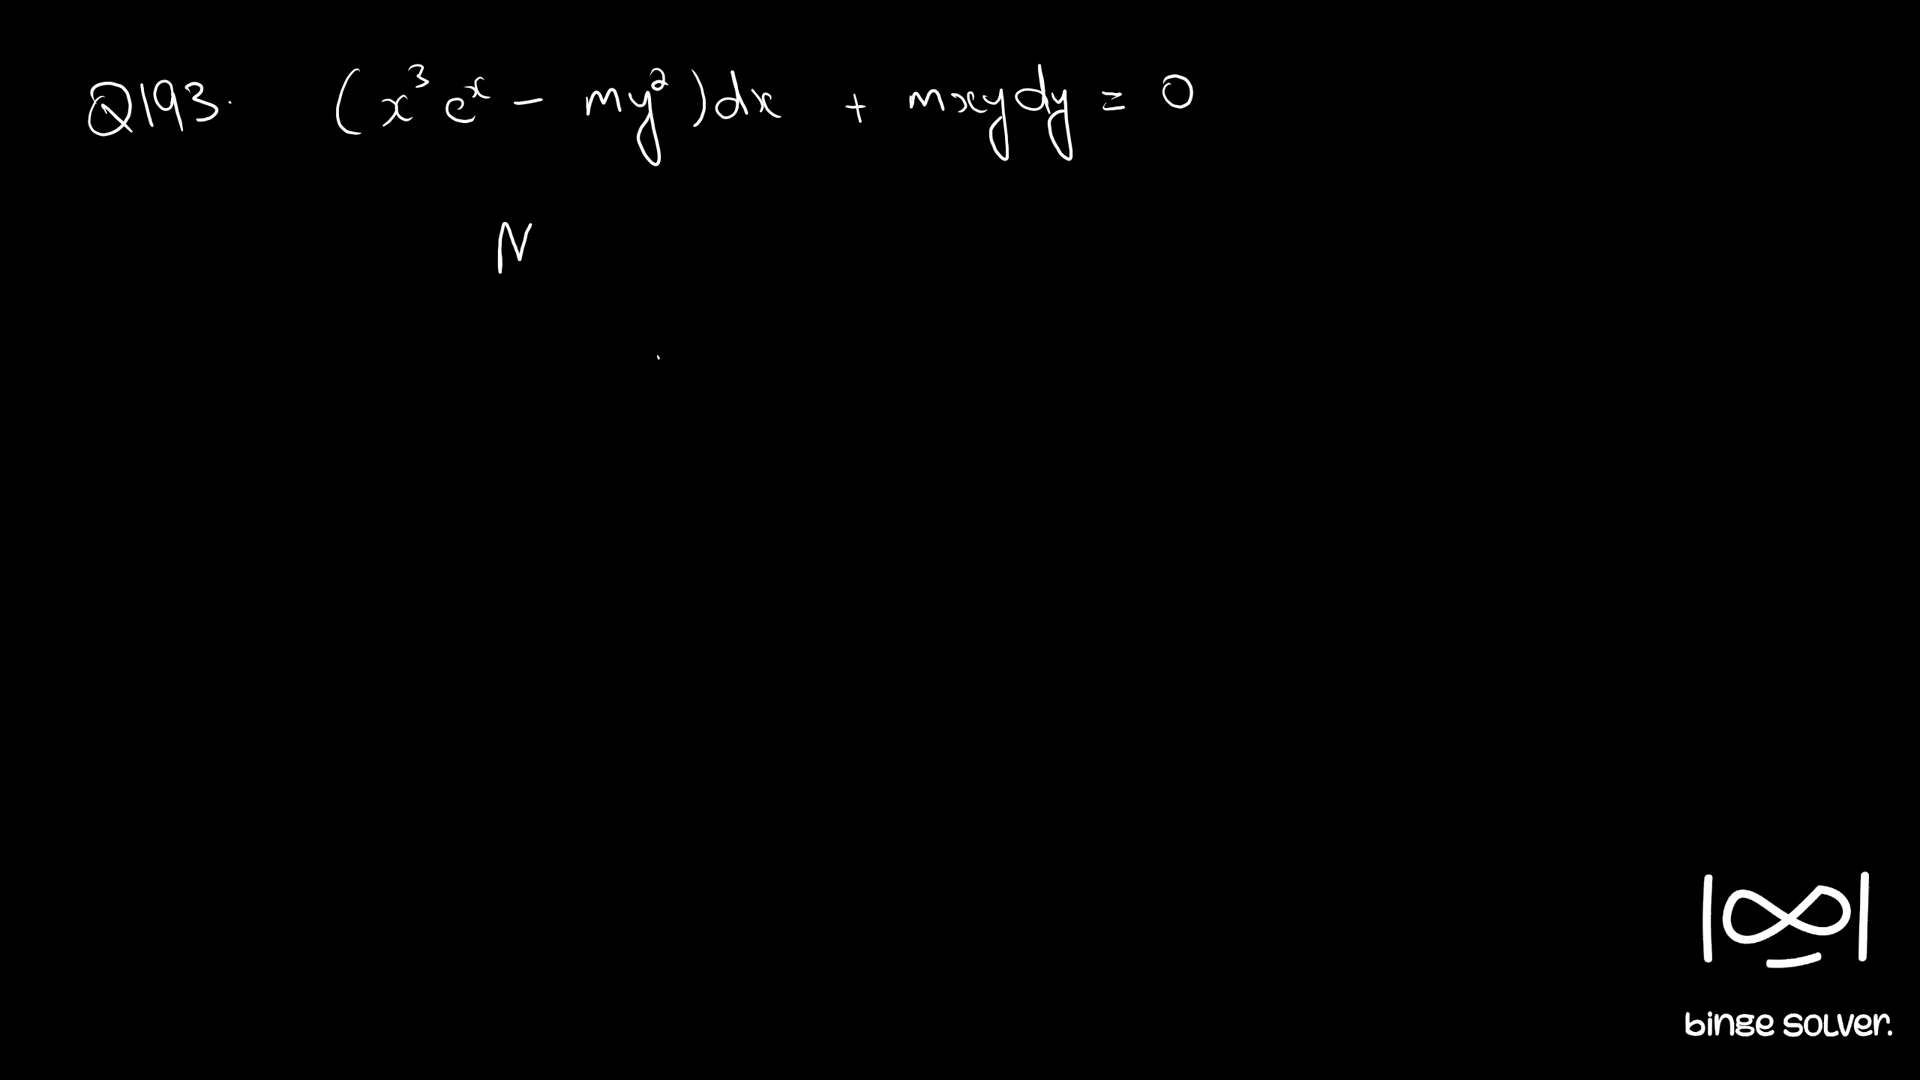 Q193. (x³eˣ - my²)dx + mxydy = 0
N
binge solver.